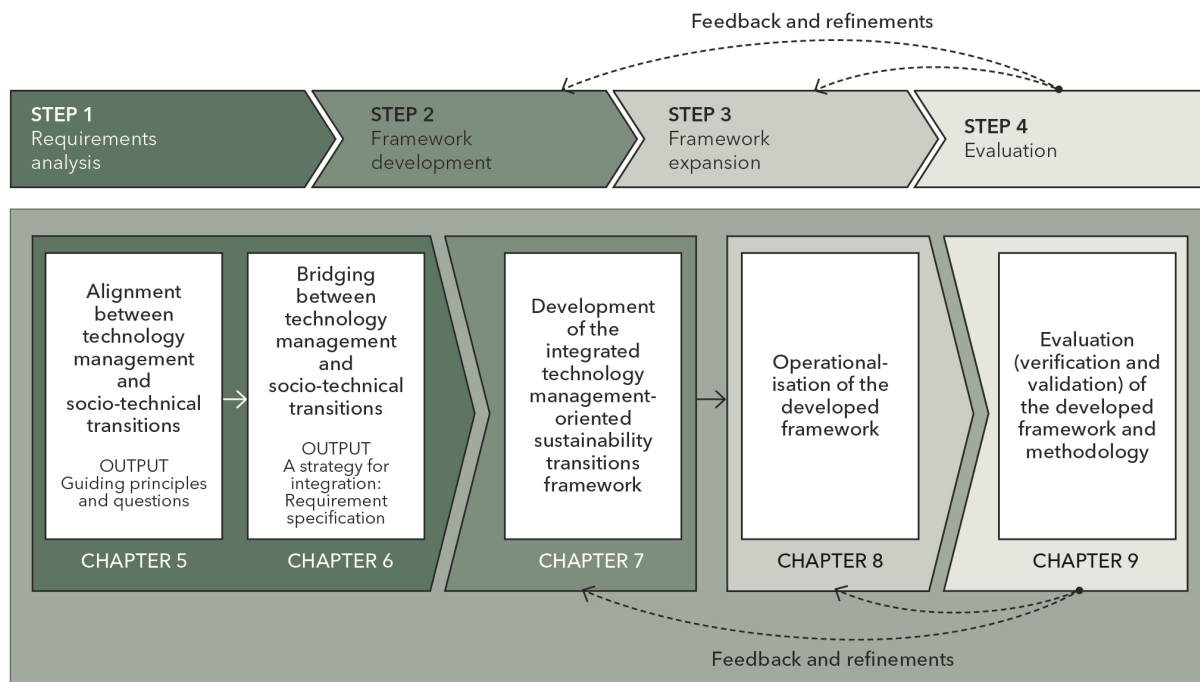 Feedback and refinements
STEP 1
Requirements
analysis
STEP 2
Framework
development
STEP 3
Framework
expansion
STEP 4
Evaluation
Alignment
between
technology
management
and
socio-technical
transitions
OUTPUT
Guiding principles
and questions
CHAPTER 5
Bridging
between
technology
management
and
socio-technical
transitions
OUTPUT
A strategy for
integration:
Requirement
specification
CHAPTER 6
Development
of the
integrated
technology
management-
oriented
sustainability
transitions
framework
CHAPTER 7
Operational-
isation of the
developed
framework
CHAPTER 8
Evaluation
(verification and
validation) of
the developed
framework and
methodology
CHAPTER 9
Feedback and refinements